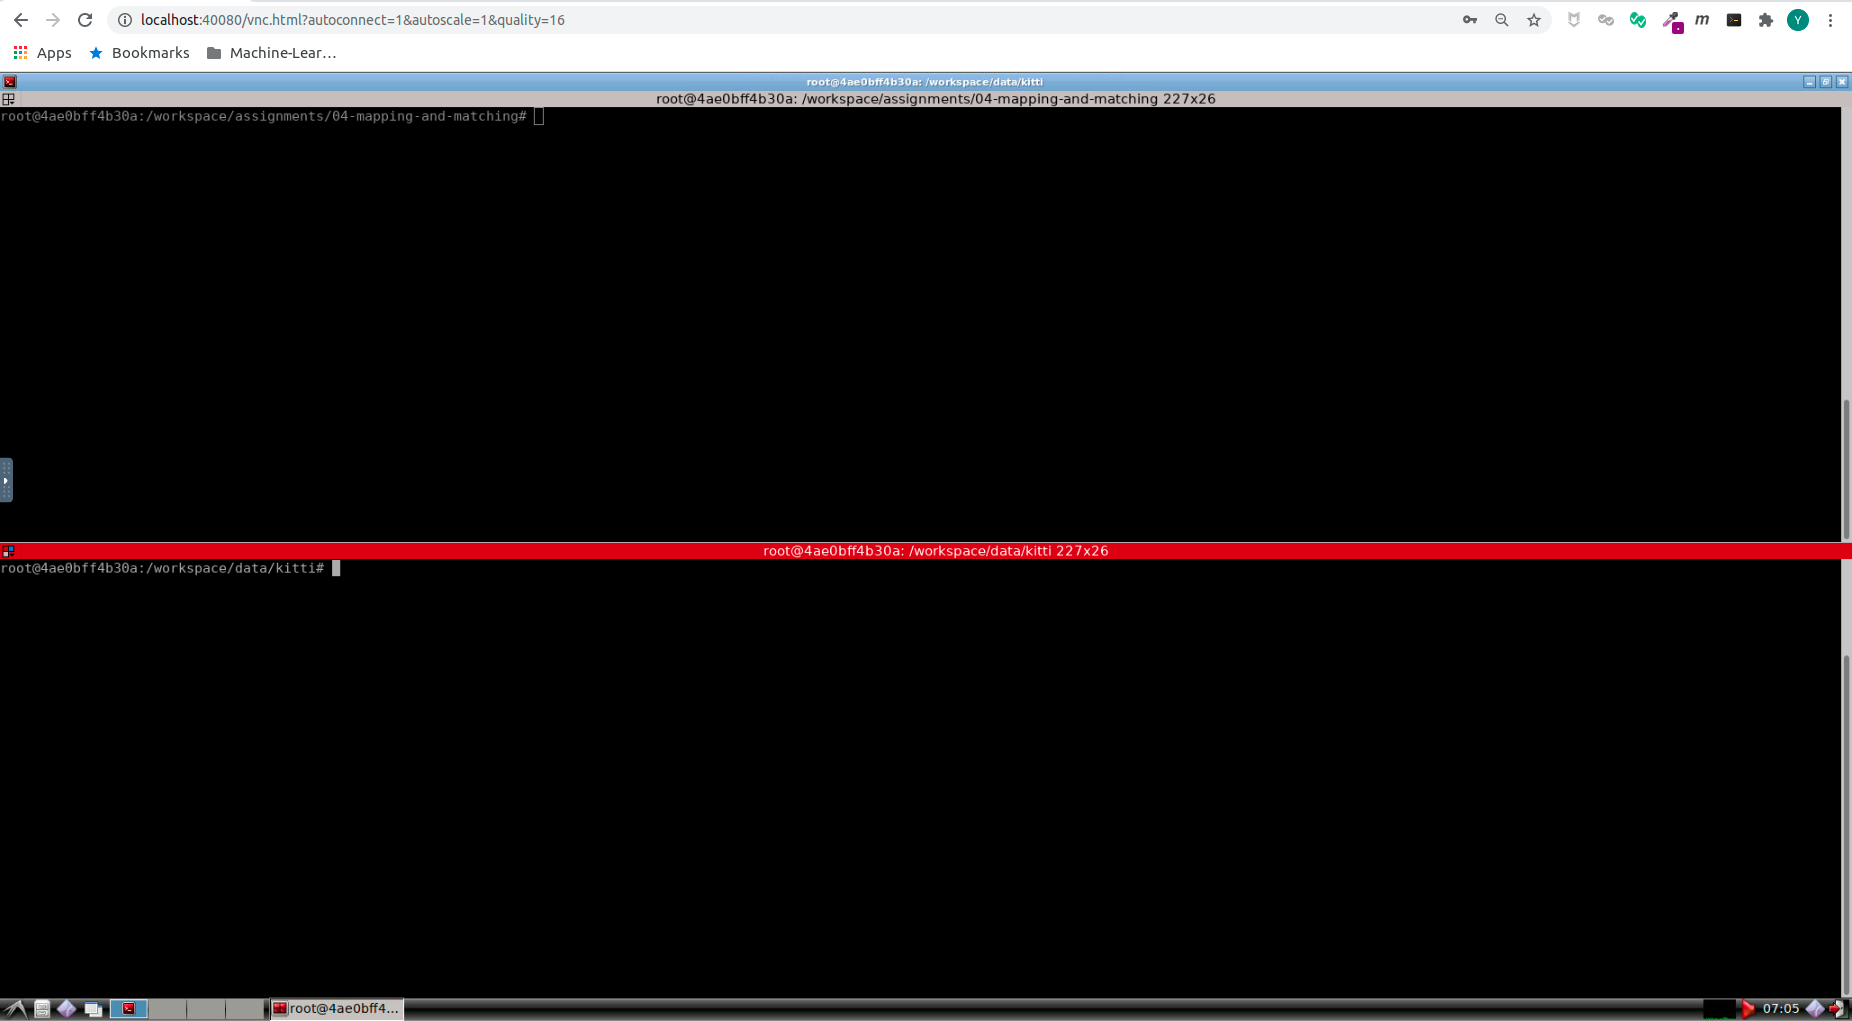 localhost:40080/vnc.html?autoconnect=1&autoscale=1&quality=16
m
Y
Apps
Bookmarks
Machine-Lear…
root@4ae0bff4b30a: /workspace/data/kitti
root@4ae0bff4b30a: /workspace/assignments/04-mapping-and-matching 227x26
root@4ae0bff4b30a:/workspace/assignments/04-mapping-and-matching#
root@4ae0bff4b30a: /workspace/data/kitti 227x26
root@4ae0bff4b30a:/workspace/data/kitti#
root@4ae0bff4...
07:05